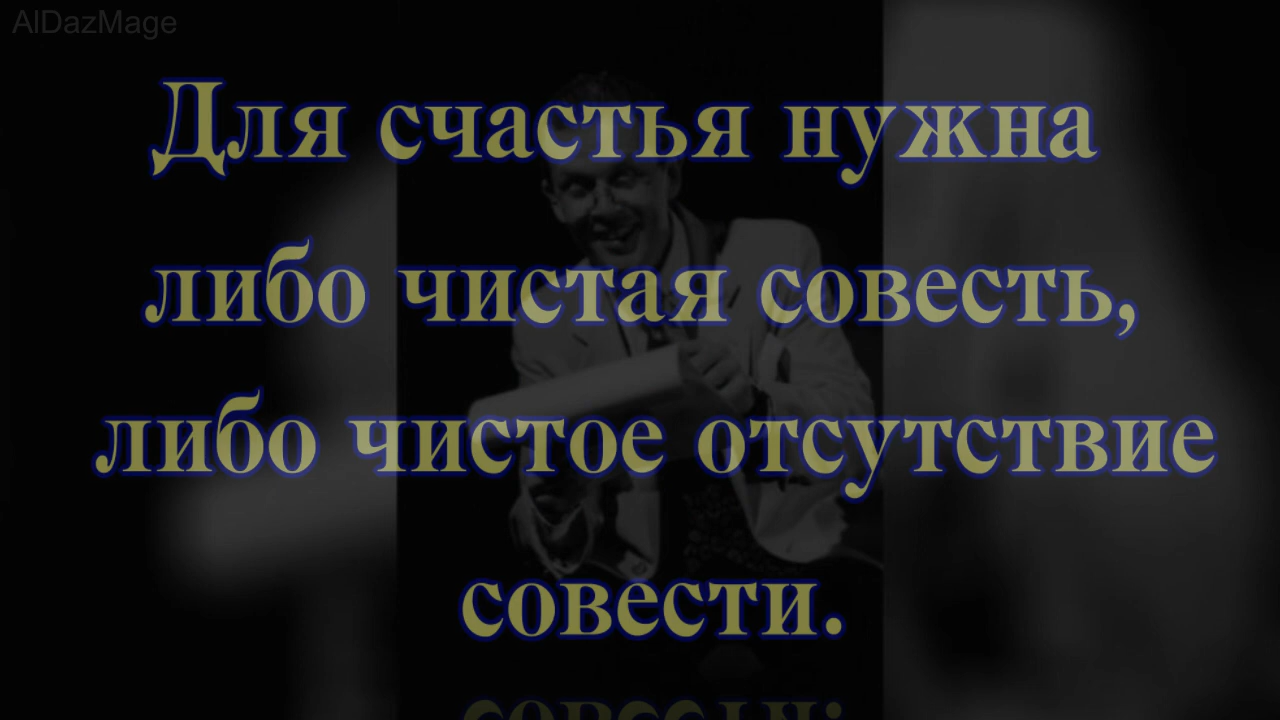 AlDazMage
Для счастья нужна
либо чистая совесть,
либо чистое отсутствие
совести.